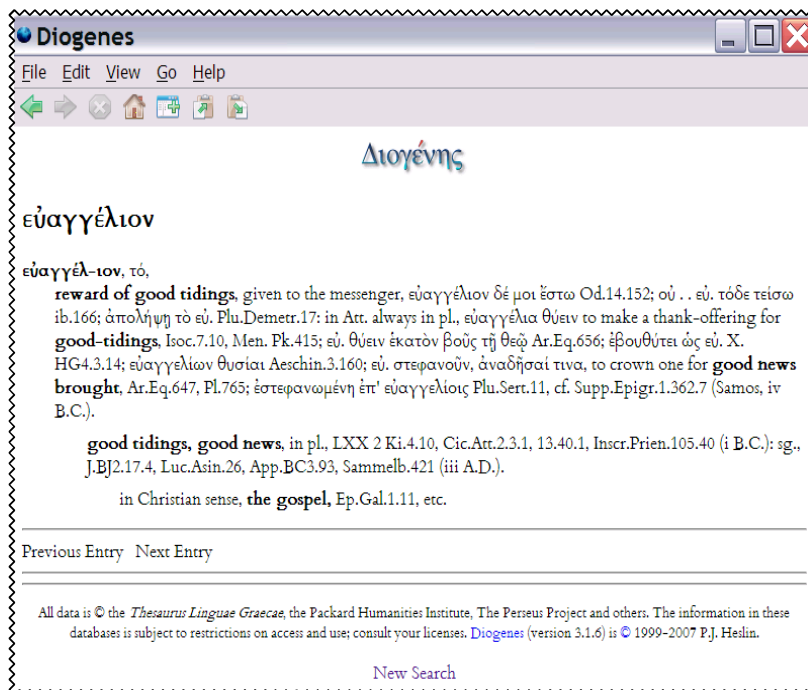 Diogenes
File Edit View Go Help
Διογένης
εὐαγγέλιον
εὐαγγέλ-ιον, τό,
reward of good tidings, given to the messenger, εὐαγγέλιον δέ μοι ἔστω Od.14.152; οὐ . . εὐ. τόδε τείσω
ib.166; ἀπολήψῃ τὸ εὐ. Plu.Demetr.17: in Att. always in pl., εὐαγγέλια θύειν to make a thank-offering for
good-tidings, Isoc.7.10, Men. Pk.415; εὐ. θύειν ἑκατὸν βοῦς τῇ θεῷ Ar.Eq.656; ἐβουθύτει ὡς εὐ. X.
HG4.3.14; εὐαγγελίων θυσίαι Aeschin.3.160; εὐ. στεφανοῦν, ἀναδῆσαί τινα, to crown one for good news
brought, Ar.Eq.647, Pl.765; ἐστεφανωμένη ἐπ' εὐαγγελίοις Plu.Sert.11, cf. Supp.Epigr.1.362.7 (Samos, iv
B.C.).
good tidings, good news, in pl., LXX 2 Ki.4.10, Cic.Att.2.3.1, 13.40.1, Inscr.Prien.105.40 (i B.C.): sg.,
J.BJ2.17.4, Luc.Asin.26, App.BC3.93, Sammelb.421 (iii A.D.).
in Christian sense, the gospel, Ep.Gal.1.11, etc.
Previous Entry Next Entry
All data is © the Thesaurus Linguae Graecae, the Packard Humanities Institute, The Perseus Project and others. The information in these
databases is subject to restrictions on access and use; consult your licenses. Diogenes (version 3.1.6) is © 1999-2007 P.J. Heslin.
New Search